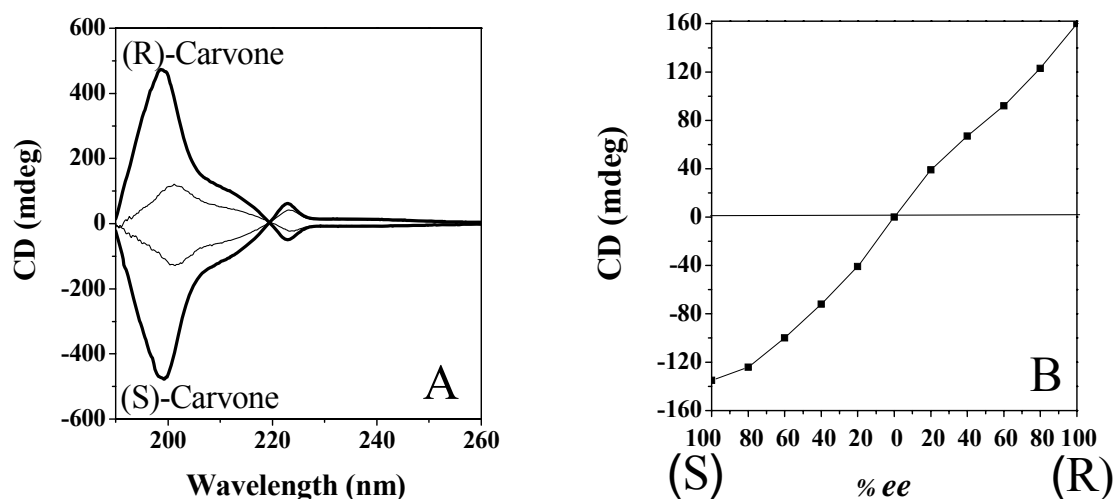 600
400
200
0
-200
-400
-600
CD (mdeg)
(R)-Carvone
(S)-Carvone
A
200 220 240 260
Wavelength (nm)
160
120
80
40
0
-40
-80
-120
-160
CD (mdeg)
B
100 80 60 40 20 0 20 40 60 80 100
(S) % ee (R)